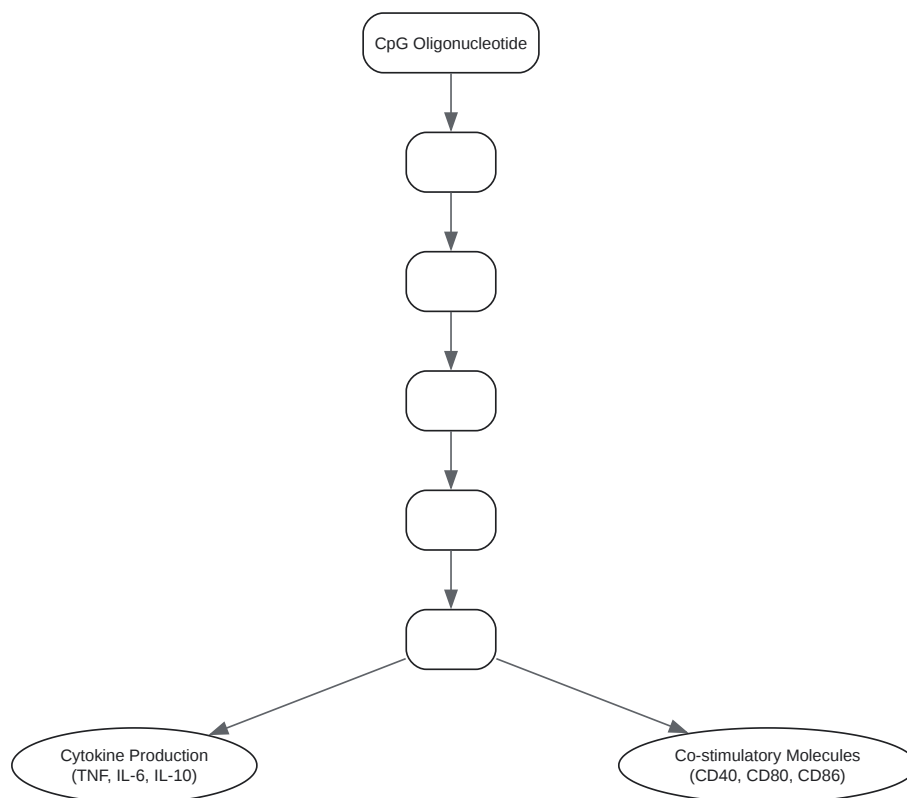 CpG Oligonucleotide
Cytokine Production
(TNF, IL-6, IL-10)
Co-stimulatory Molecules
(CD40, CD80, CD86)